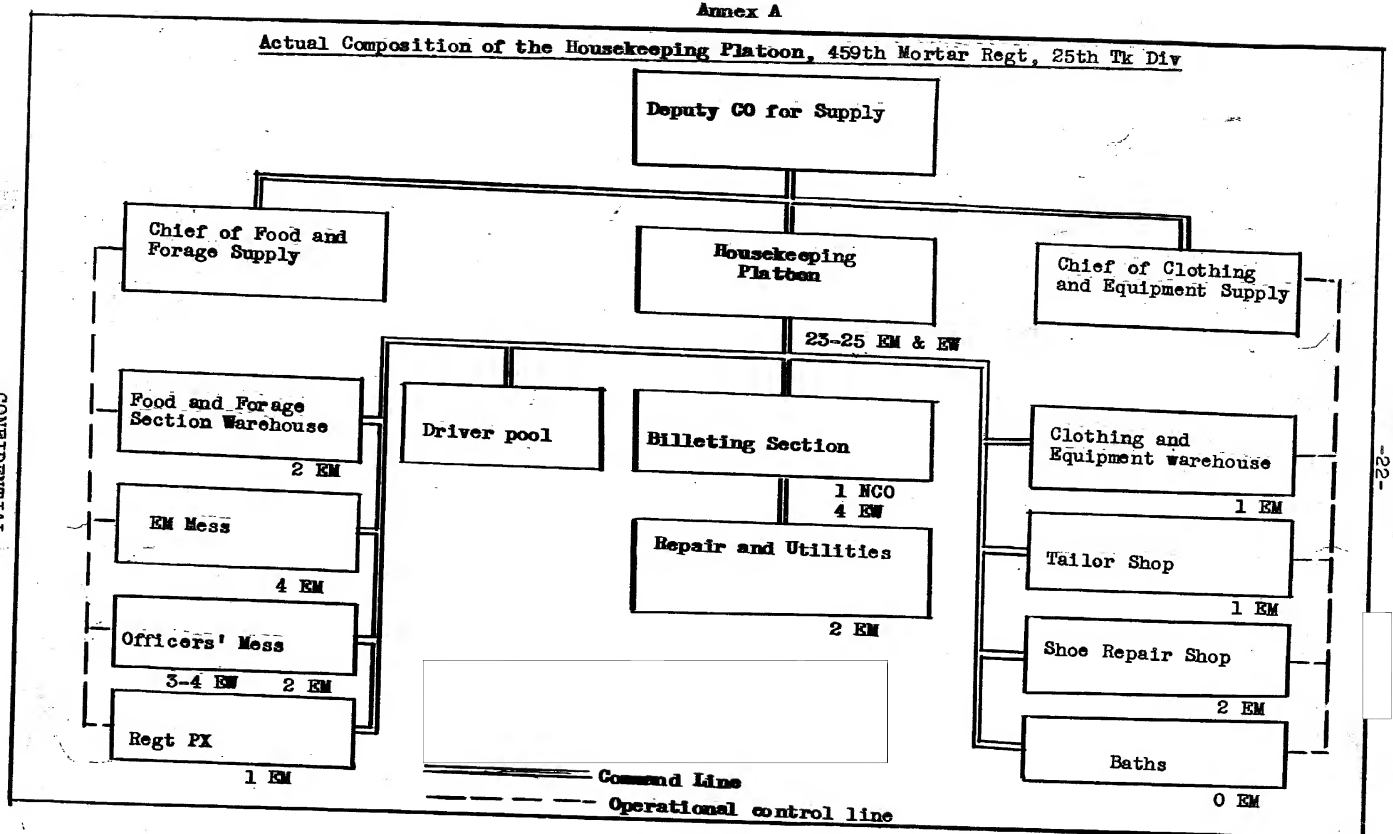 Annex A
Actual Composition of the Housekeeping Platoon, 459th Mortar Regt, 25th Tk Div
Deputy CO for Supply
Chief of Food and
Forage Supply
Housekeeping
Platoon
Chief of Clothing
and Equipment Supply
23-25 EM & EW
Food and Forage
Section Warehouse
2 EM
Driver pool
Billeting Section
1 NCO
4 EW
Clothing and
Equipment warehouse
1 EM
EM Mess
4 EM
Repair and Utilities
2 EM
Tailor Shop
1 EM
Officers' Mess
3-4 EW 2 EM
Shoe Repair Shop
2 EM
Regt PX
1 EM
Baths
0 EM
Command Line
Operational control line
-22-
CONFIDENTIAL